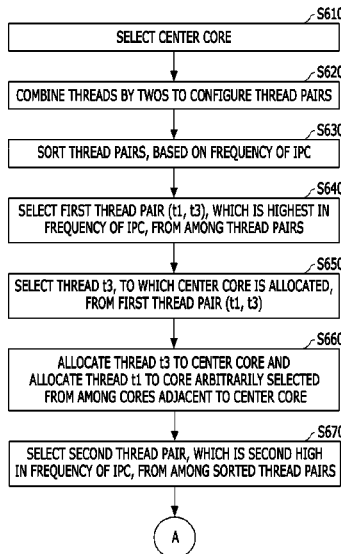 S610
SELECT CENTER CORE
S620
COMBINE THREADS BY TWOS TO CONFIGURE THREAD PAIRS
S630
SORT THREAD PAIRS, BASED ON FREQUENCY OF IPC
S640
SELECT FIRST THREAD PAIR (t1, t3), WHICH IS HIGHEST IN
FREQUENCY OF IPC, FROM AMONG THREAD PAIRS
S650
SELECT THREAD t3, TO WHICH CENTER CORE IS ALLOCATED,
FROM FIRST THREAD PAIR (t1, t3)
S660
ALLOCATE THREAD t3 TO CENTER CORE AND
ALLOCATE THREAD t1 TO CORE ARBITRARILY SELECTED
FROM AMONG CORES ADJACENT TO CENTER CORE
S670
SELECT SECOND THREAD PAIR, WHICH IS SECOND HIGH
IN FREQUENCY OF IPC, FROM AMONG SORTED THREAD PAIRS
A